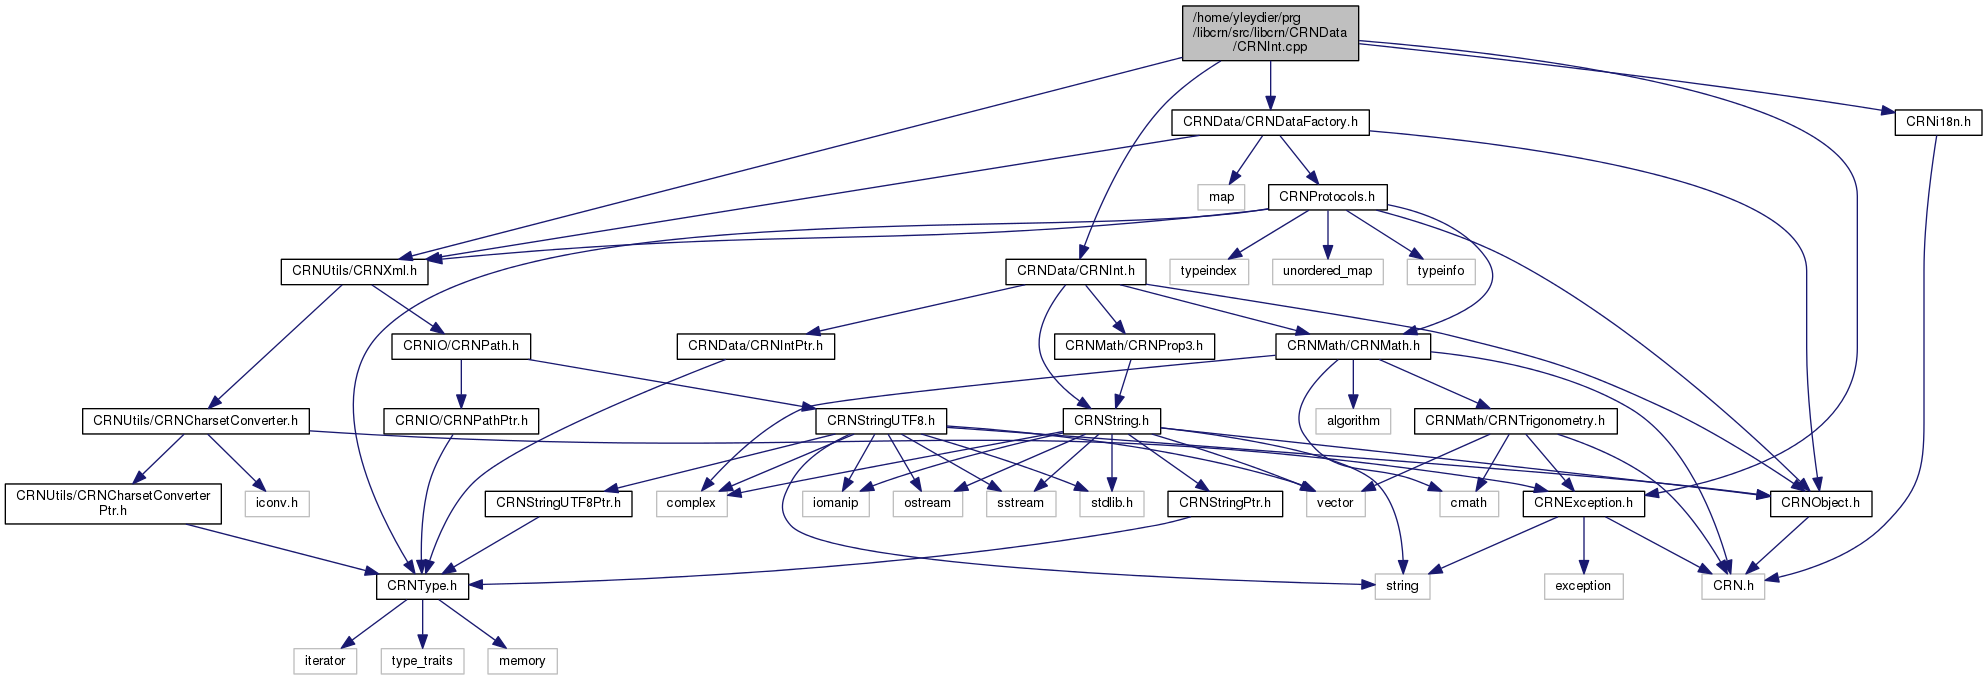 /home/yleydier/prg
/libcrn/src/libcrn/CRNData
/CRNInt.cpp
CRNData/CRNDataFactory.h
CRNi18n.h
map
CRNProtocols.h
CRNUtils/CRNXml.h
CRNData/CRNInt.h
typeindex
unordered_map
typeinfo
CRNIO/CRNPath.h
CRNData/CRNIntPtr.h
CRNMath/CRNProp3.h
CRNMath/CRNMath.h
CRNUtils/CRNCharsetConverter.h
CRNIO/CRNPathPtr.h
CRNStringUTF8.h
CRNString.h
algorithm
CRNMath/CRNTrigonometry.h
CRNUtils/CRNCharsetConverter
Ptr.h
iconv.h
CRNStringUTF8Ptr.h
complex
iomanip
ostream
sstream
stdlib.h
CRNStringPtr.h
vector
cmath
CRNException.h
CRNObject.h
CRNType.h
string
exception
CRN.h
iterator
type_traits
memory